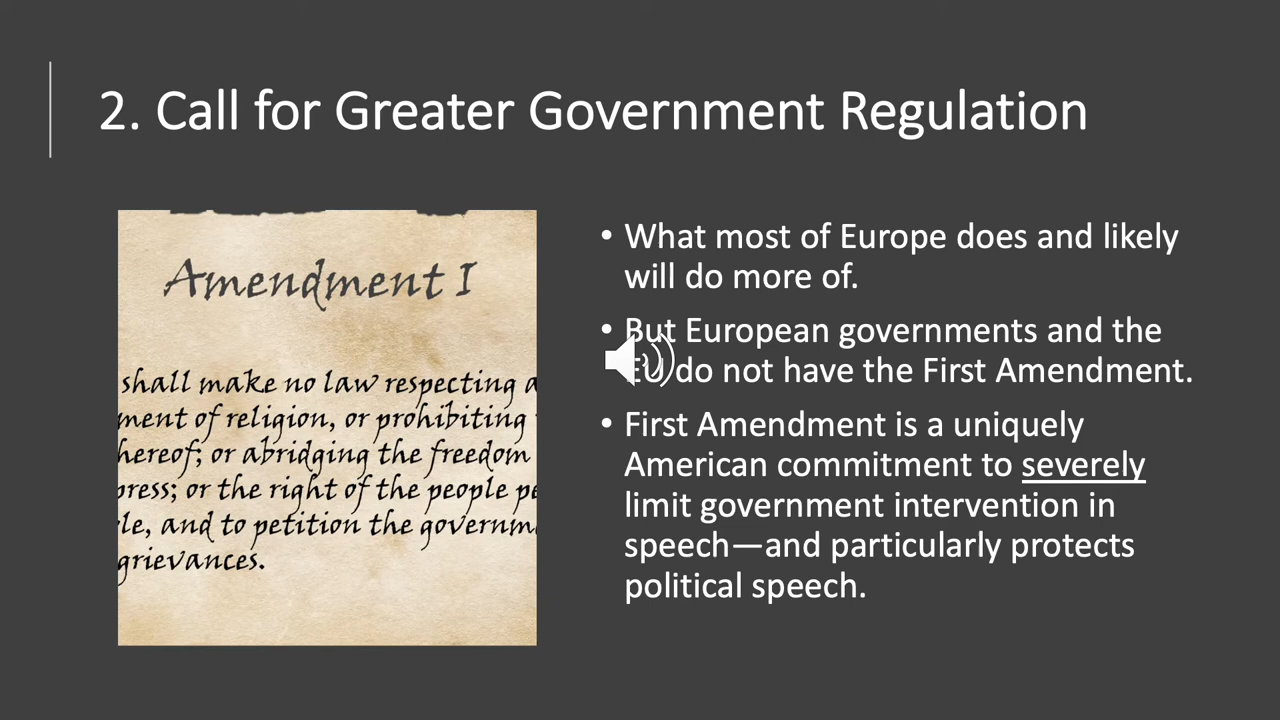 2. Call for Greater Government Regulation
Amendment I
shall make no law respecting a
ment of religion, or prohibiting
hereof; or abridging the freedom
press; or the right of the people pe
le, and to petition the governm
grievances.
• What most of Europe does and likely
will do more of.
• But European governments and the
EU do not have the First Amendment.
• First Amendment is a uniquely
American commitment to severely
limit government intervention in
speech—and particularly protects
political speech.